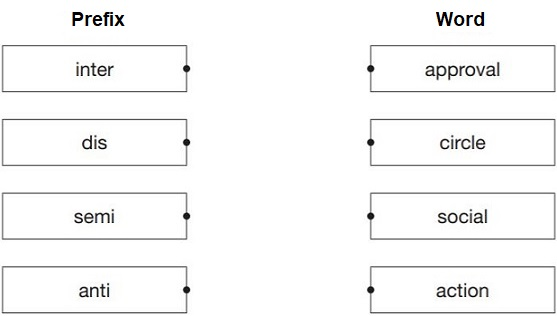 Prefix Word
inter approval
dis circle
semi social
anti action